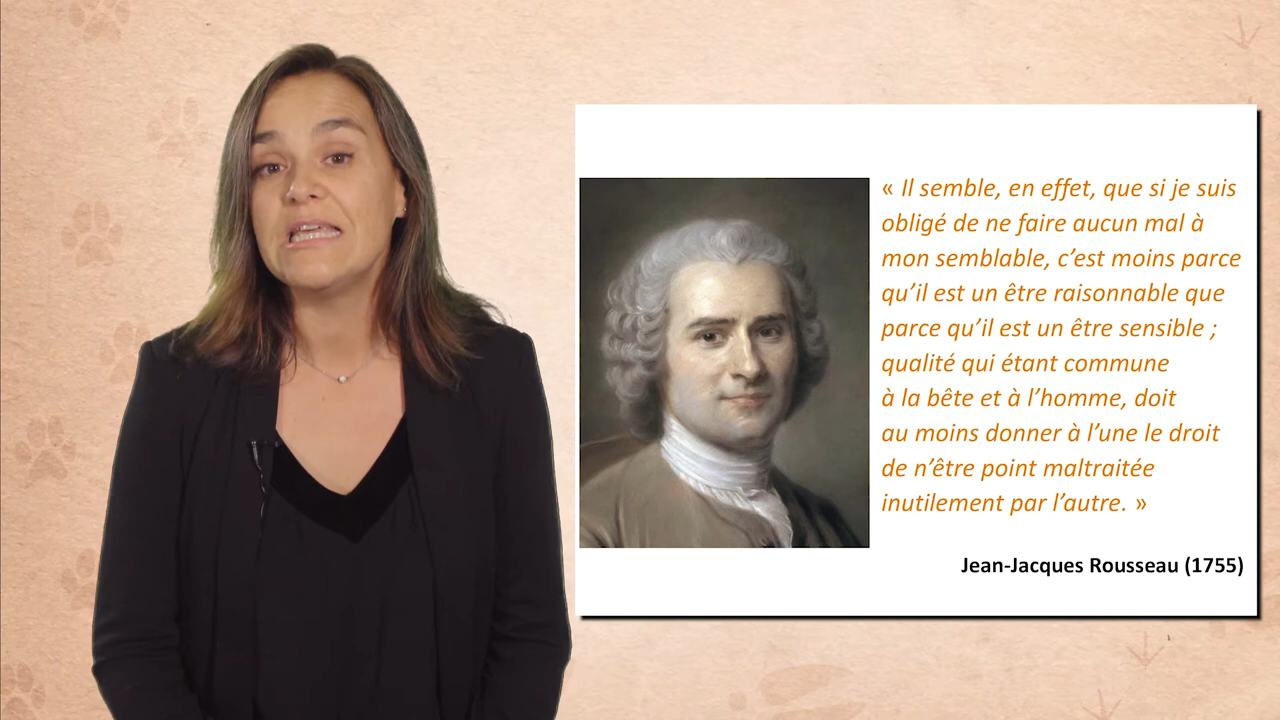 « Il semble, en effet, que si je suis
obligé de ne faire aucun mal à
mon semblable, c’est moins parce
qu’il est un être raisonnable que
parce qu’il est un être sensible ;
qualité qui étant commune
à la bête et à l’homme, doit
au moins donner à l’une le droit
de n’être point maltraitée
inutilement par l’autre. »
Jean-Jacques Rousseau (1755)